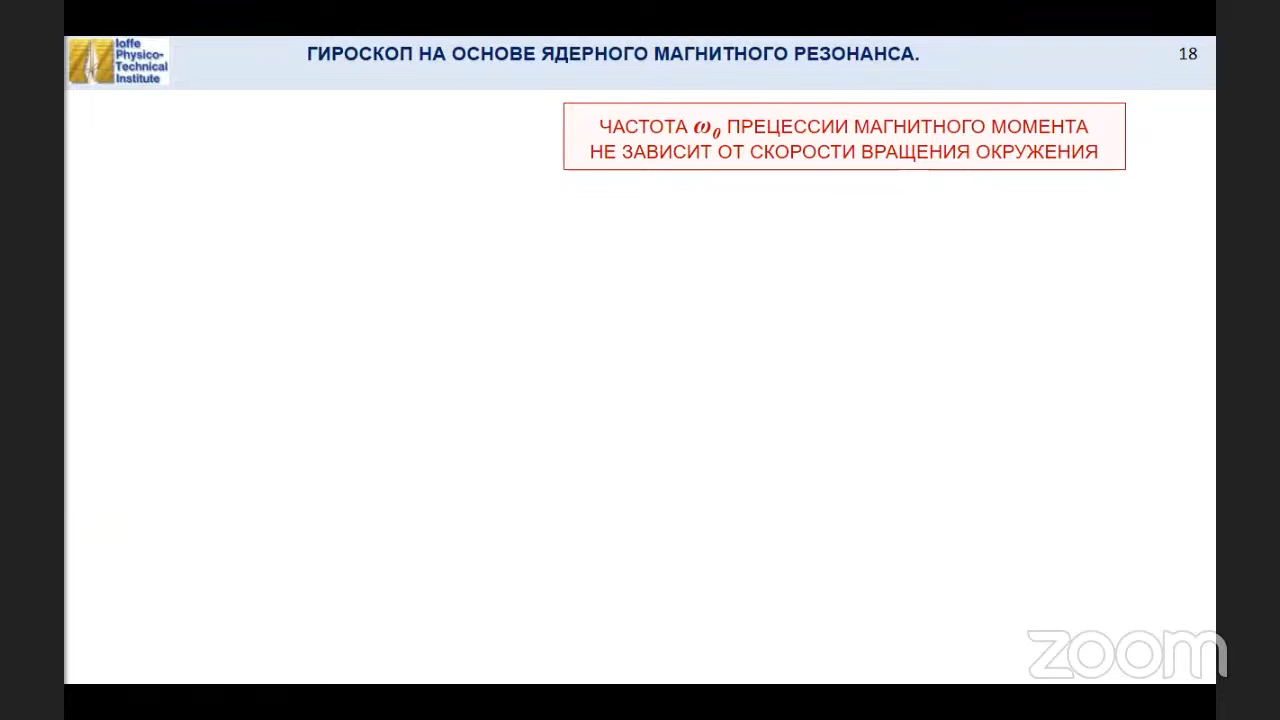 Ioffe
Physico-
Technical
Institute
ГИРОСКОП НА ОСНОВЕ ЯДЕРНОГО МАГНИТНОГО РЕЗОНАНСА.
18
ЧАСТОТА ω₀ ПРЕЦЕССИИ МАГНИТНОГО МОМЕНТА
НЕ ЗАВИСИТ ОТ СКОРОСТИ ВРАЩЕНИЯ ОКРУЖЕНИЯ
zoom